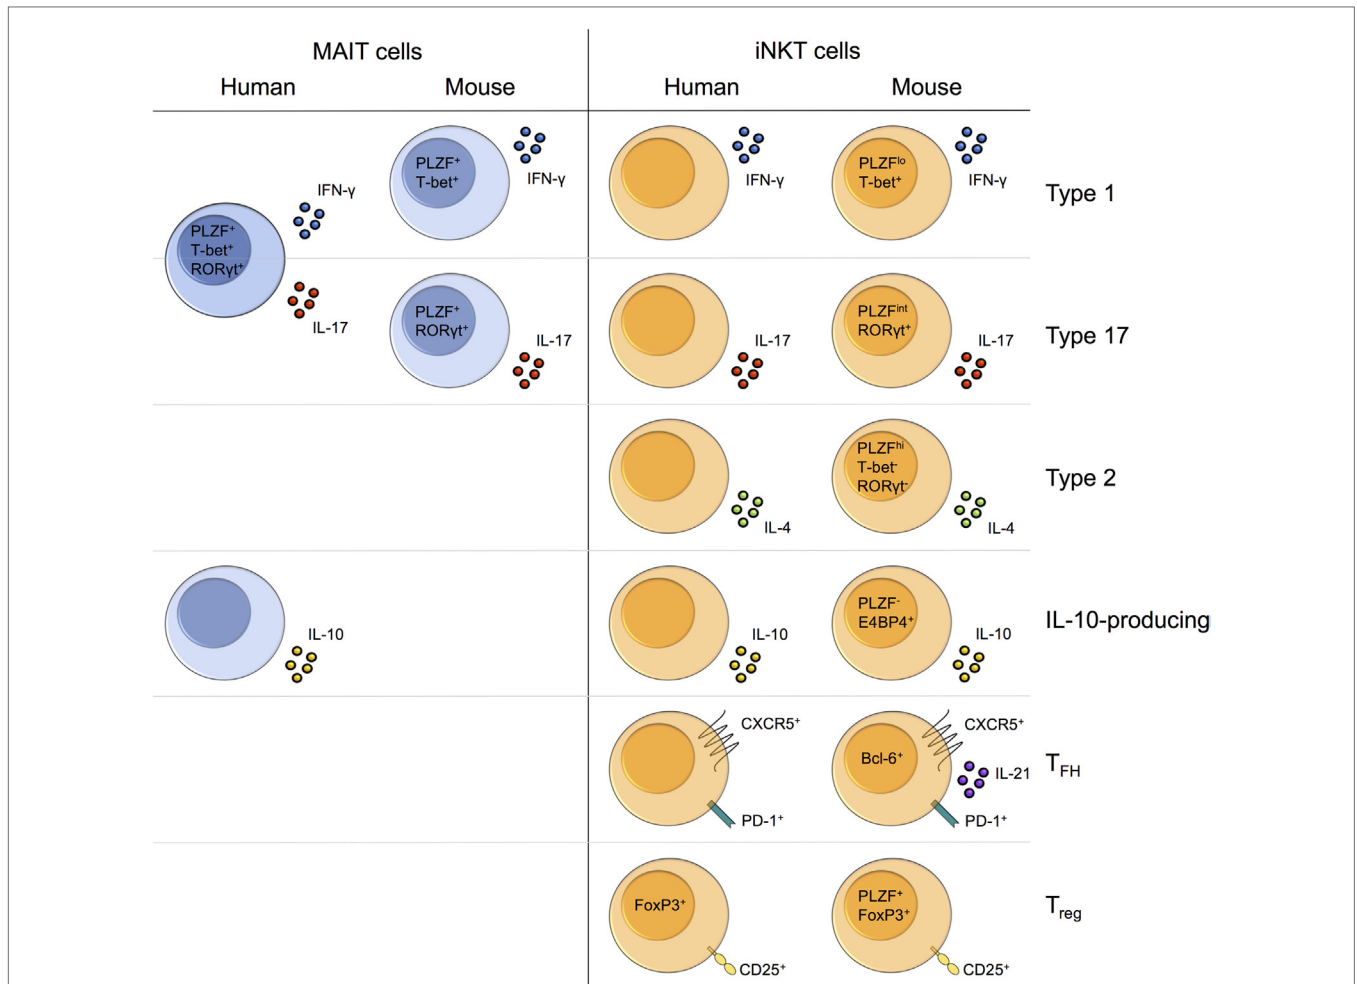 MAIT cells
iNKT cells
Human
Mouse
Human
Mouse
PLZF⁺
T-bet⁺
RORγt⁺
IFN-γ
IL-17
PLZF⁺
T-bet⁺
IFN-γ
IFN-γ
PLZFˡᵒ
T-bet⁺
IFN-γ
Type 1
PLZF⁺
RORγt⁺
IL-17
IL-17
PLZFⁱⁿᵗ
RORγt⁺
IL-17
Type 17
IL-4
PLZFʰⁱ
T-bet⁻
RORγt⁻
IL-4
Type 2
IL-10
IL-10
PLZF⁻
E4BP4⁺
IL-10
IL-10-producing
CXCR5⁺
PD-1⁺
Bcl-6⁺
CXCR5⁺
IL-21
PD-1⁺
TFH
FoxP3⁺
CD25⁺
PLZF⁺
FoxP3⁺
CD25⁺
Treg